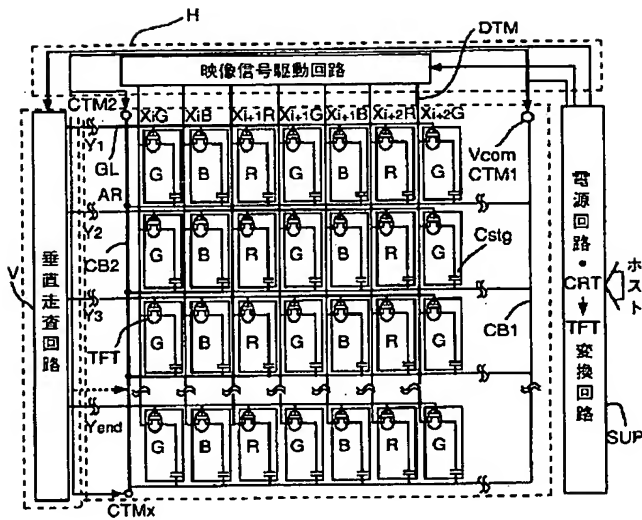 H
DTM
映像信号駆動回路
CTM2
XiG XiB Xi+1R Xi+1G Xi+1B Xi+2R Xi+2G
Y1
GL
Vcom
CTM1
G B R G B R G
AR
Y2
Cstg
V
垂直走査回路
CB2
G B R G B R G
電源回路・CRT→TFT変換回路
ホスト
Y3
CB1
TFT
G B R G B R G
SUP
Yend
G B R G B R G
CTMx